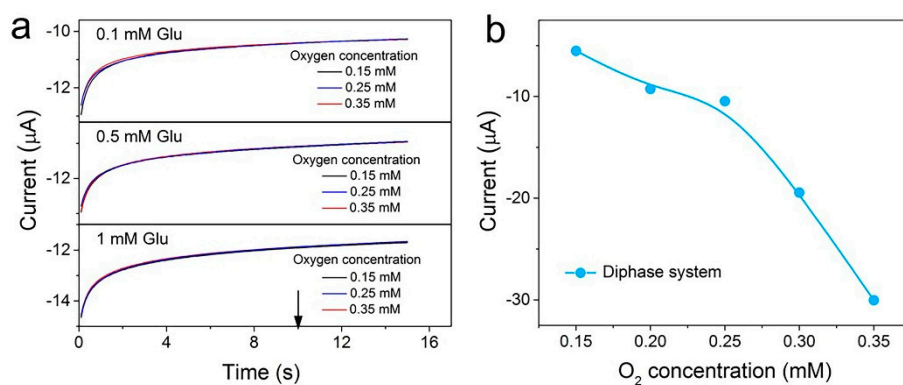 a
0.1 mM Glu
Oxygen concentration
0.15 mM
0.25 mM
0.35 mM
-10
-12
0.5 mM Glu
Oxygen concentration
0.15 mM
0.25 mM
0.35 mM
-12
1 mM Glu
Oxygen concentration
0.15 mM
0.25 mM
0.35 mM
-12
-14
Current (μA)
0 4 8 12 16
Time (s)
b
-10
-20
-30
Current (μA)
Diphase system
0.15 0.20 0.25 0.30 0.35
O₂ concentration (mM)